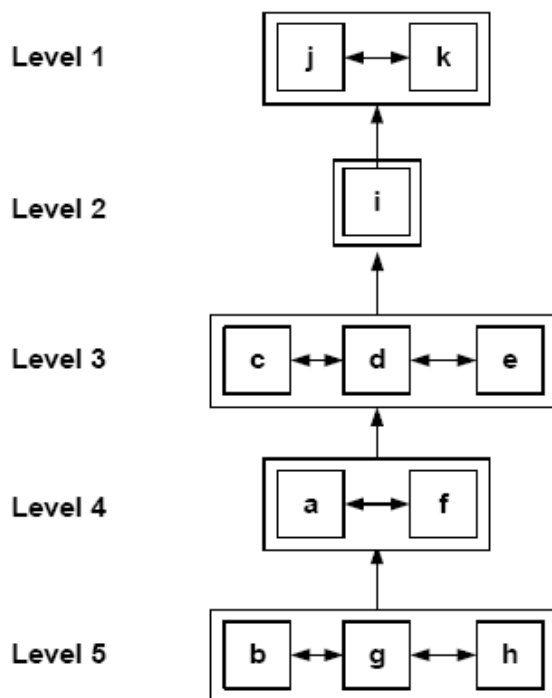 Level 1 j k
Level 2 i
Level 3 c d e
Level 4 a f
Level 5 b g h